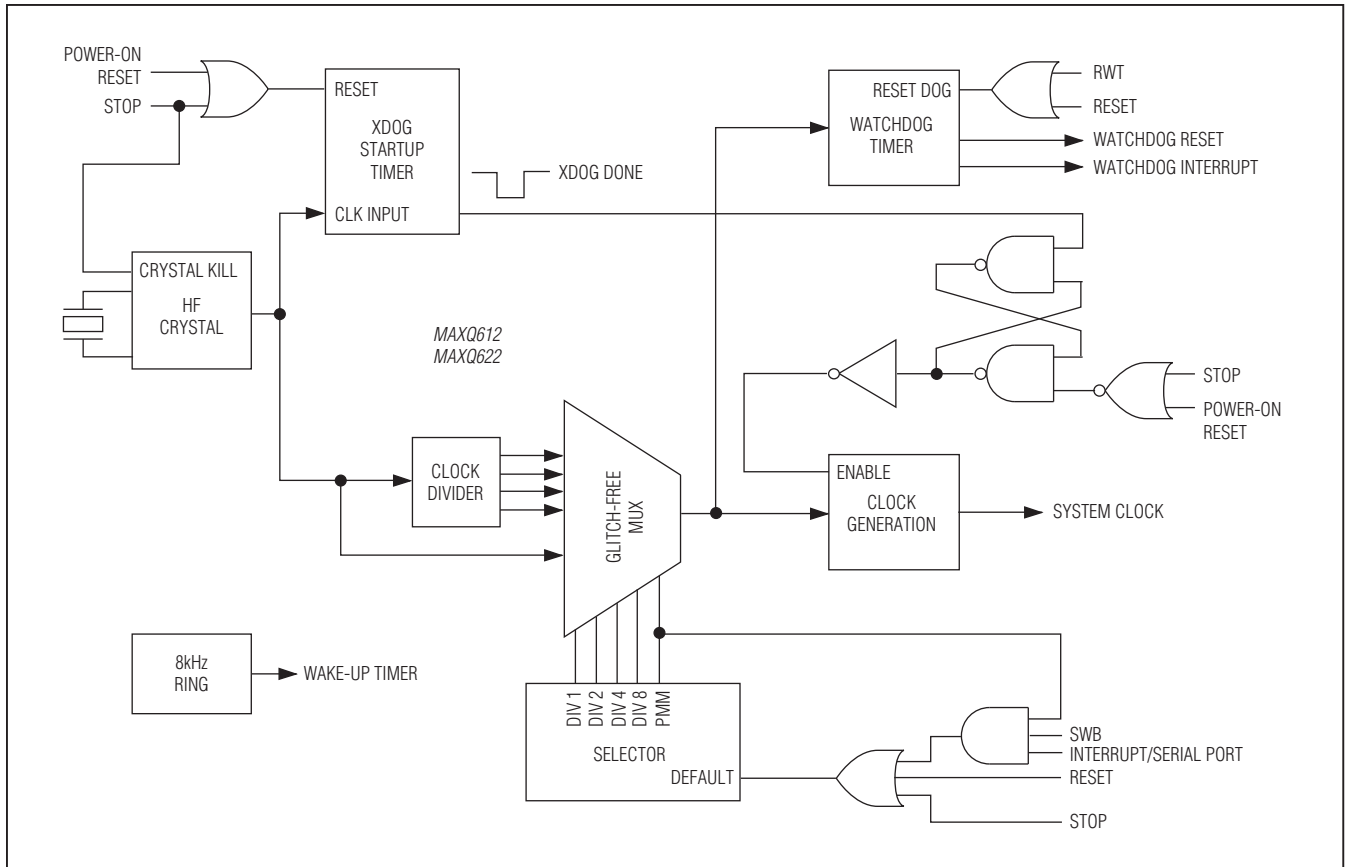 POWER-ON
RESET
STOP
RESET
XDOG
STARTUP
TIMER
CLK INPUT
XDOG DONE
RESET DOG
WATCHDOG
TIMER
RWT
RESET
WATCHDOG RESET
WATCHDOG INTERRUPT
CRYSTAL KILL
HF
CRYSTAL
MAXQ612
MAXQ622
STOP
POWER-ON
RESET
CLOCK
DIVIDER
GLITCH-FREE
MUX
ENABLE
CLOCK
GENERATION
SYSTEM CLOCK
8kHz
RING
WAKE-UP TIMER
DIV 1
DIV 2
DIV 4
DIV 8
PMM
SELECTOR
DEFAULT
SWB
INTERRUPT/SERIAL PORT
RESET
STOP